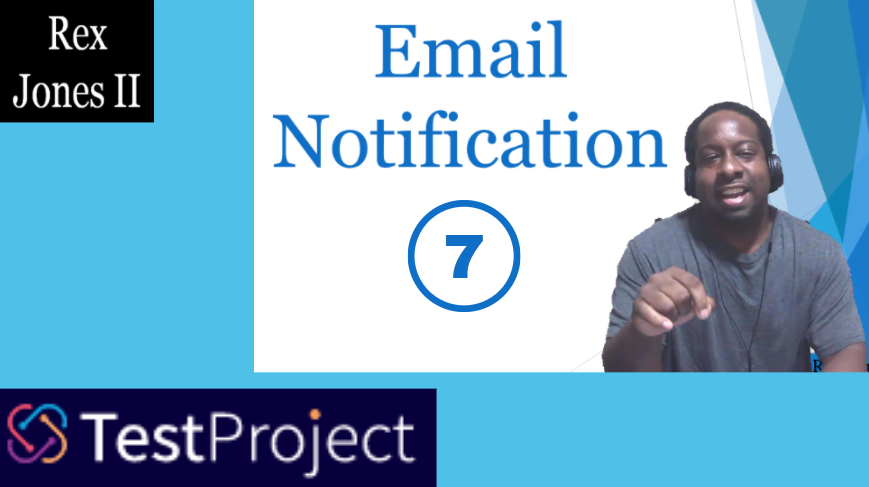 Rex
Jones II
Email
Notification
7
R
TestProject